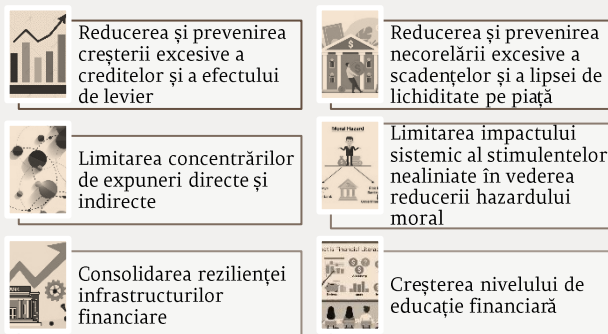 Reducerea și prevenirea
creșterii excesive a
creditelor și a efectului
de levier
Reducerea și prevenirea
necorelării excesive a
scadențelor și a lipsei de
lichiditate pe piață
Limitarea concentrărilor
de expuneri directe și
indirecte
Moral Hazard
Limitarea impactului
sistemic al stimulentelor
nealiniate în vederea
reducerii hazardului
moral
Consolidarea rezilienței
infrastructurilor
financiare
Financial
Creșterea nivelului de
educație financiară